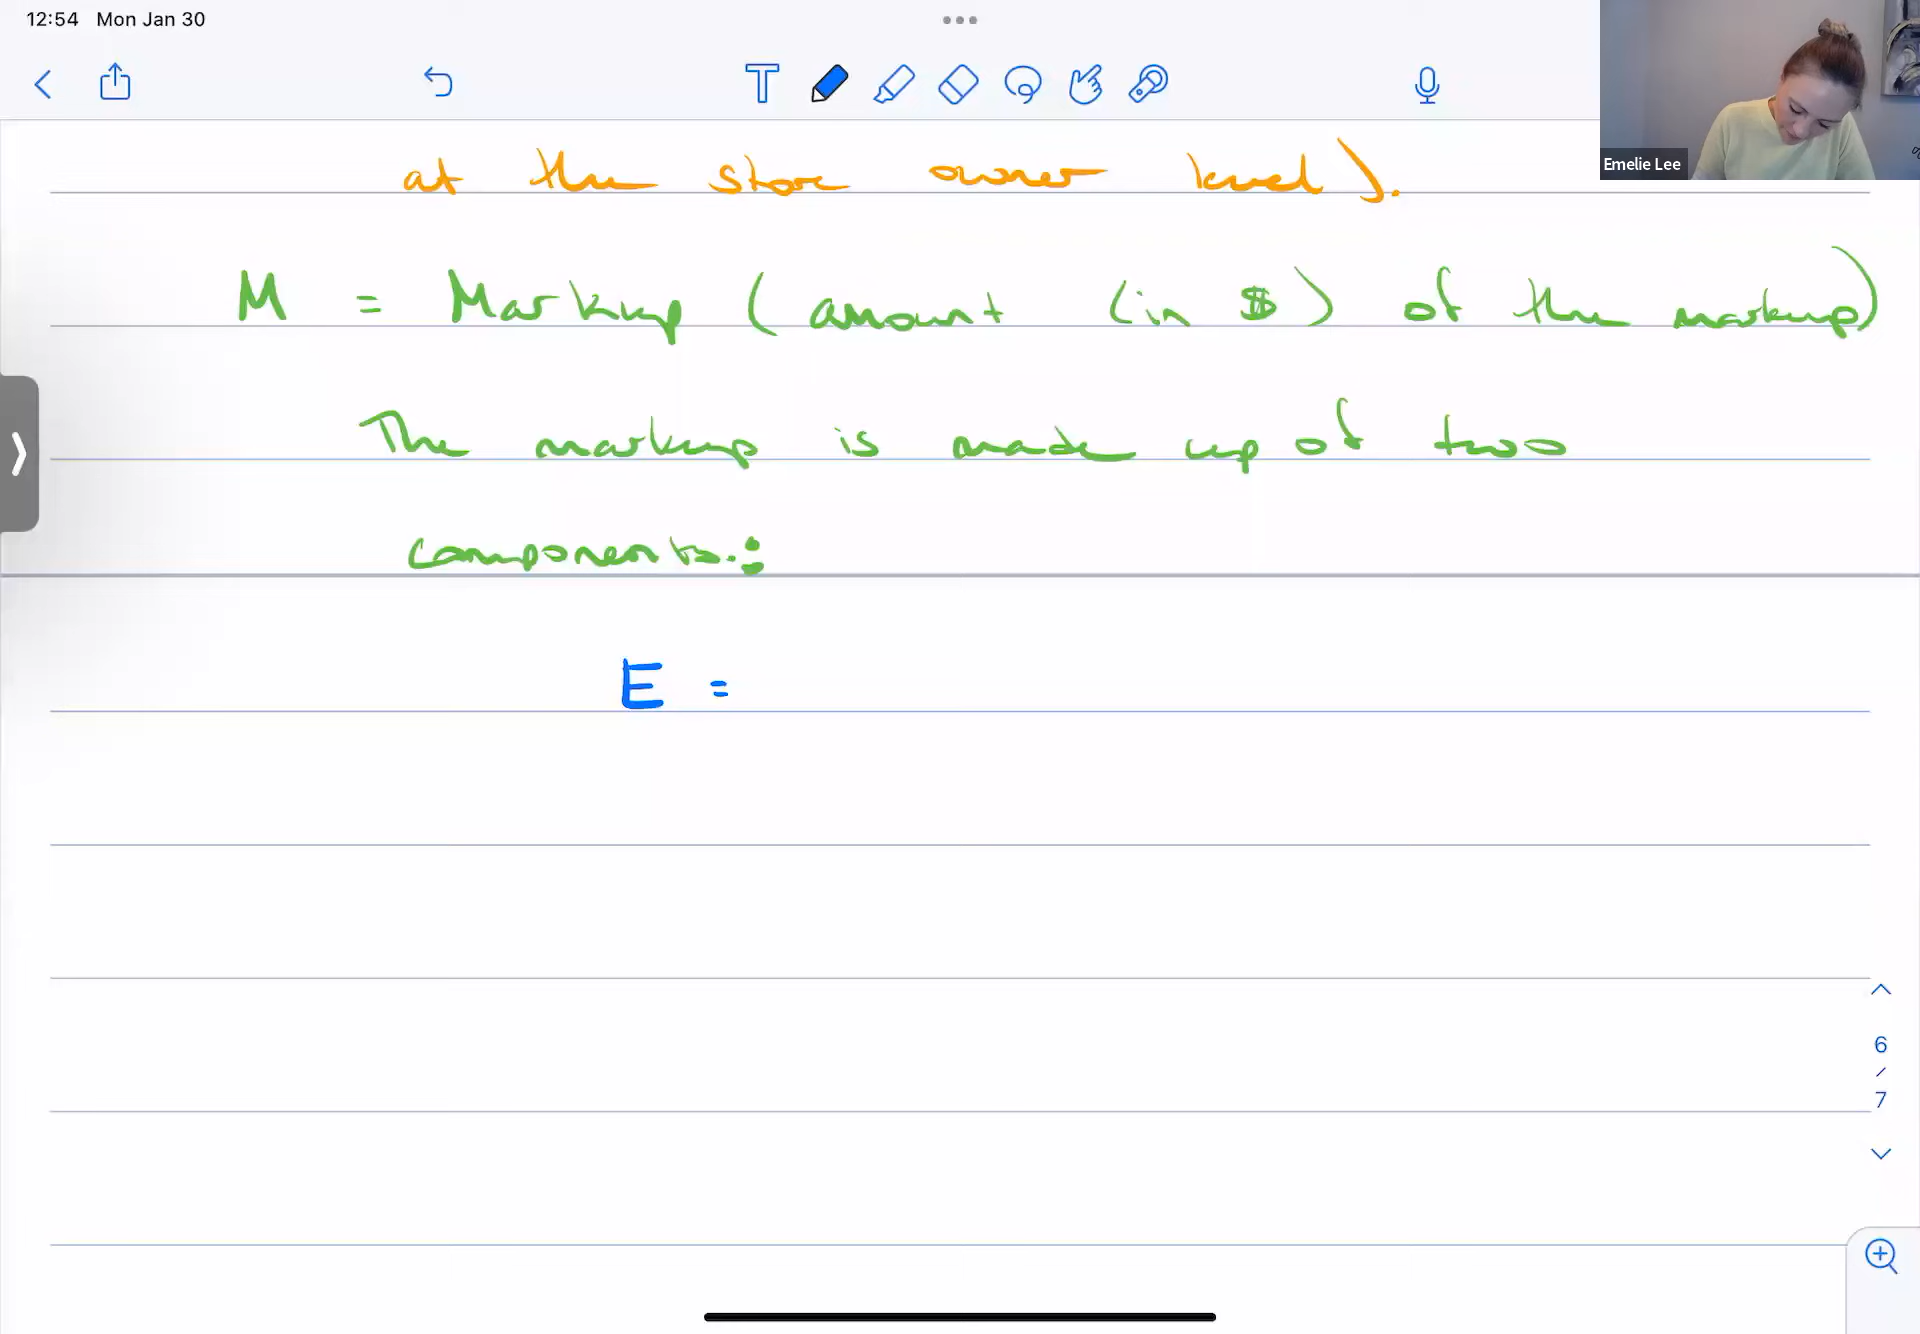 12:54 Mon Jan 30
Emelie Lee
at the store owner level).
M = Markup (amount (in $) of the markup)
The markup is made up of two
components:
E =
6
/
7